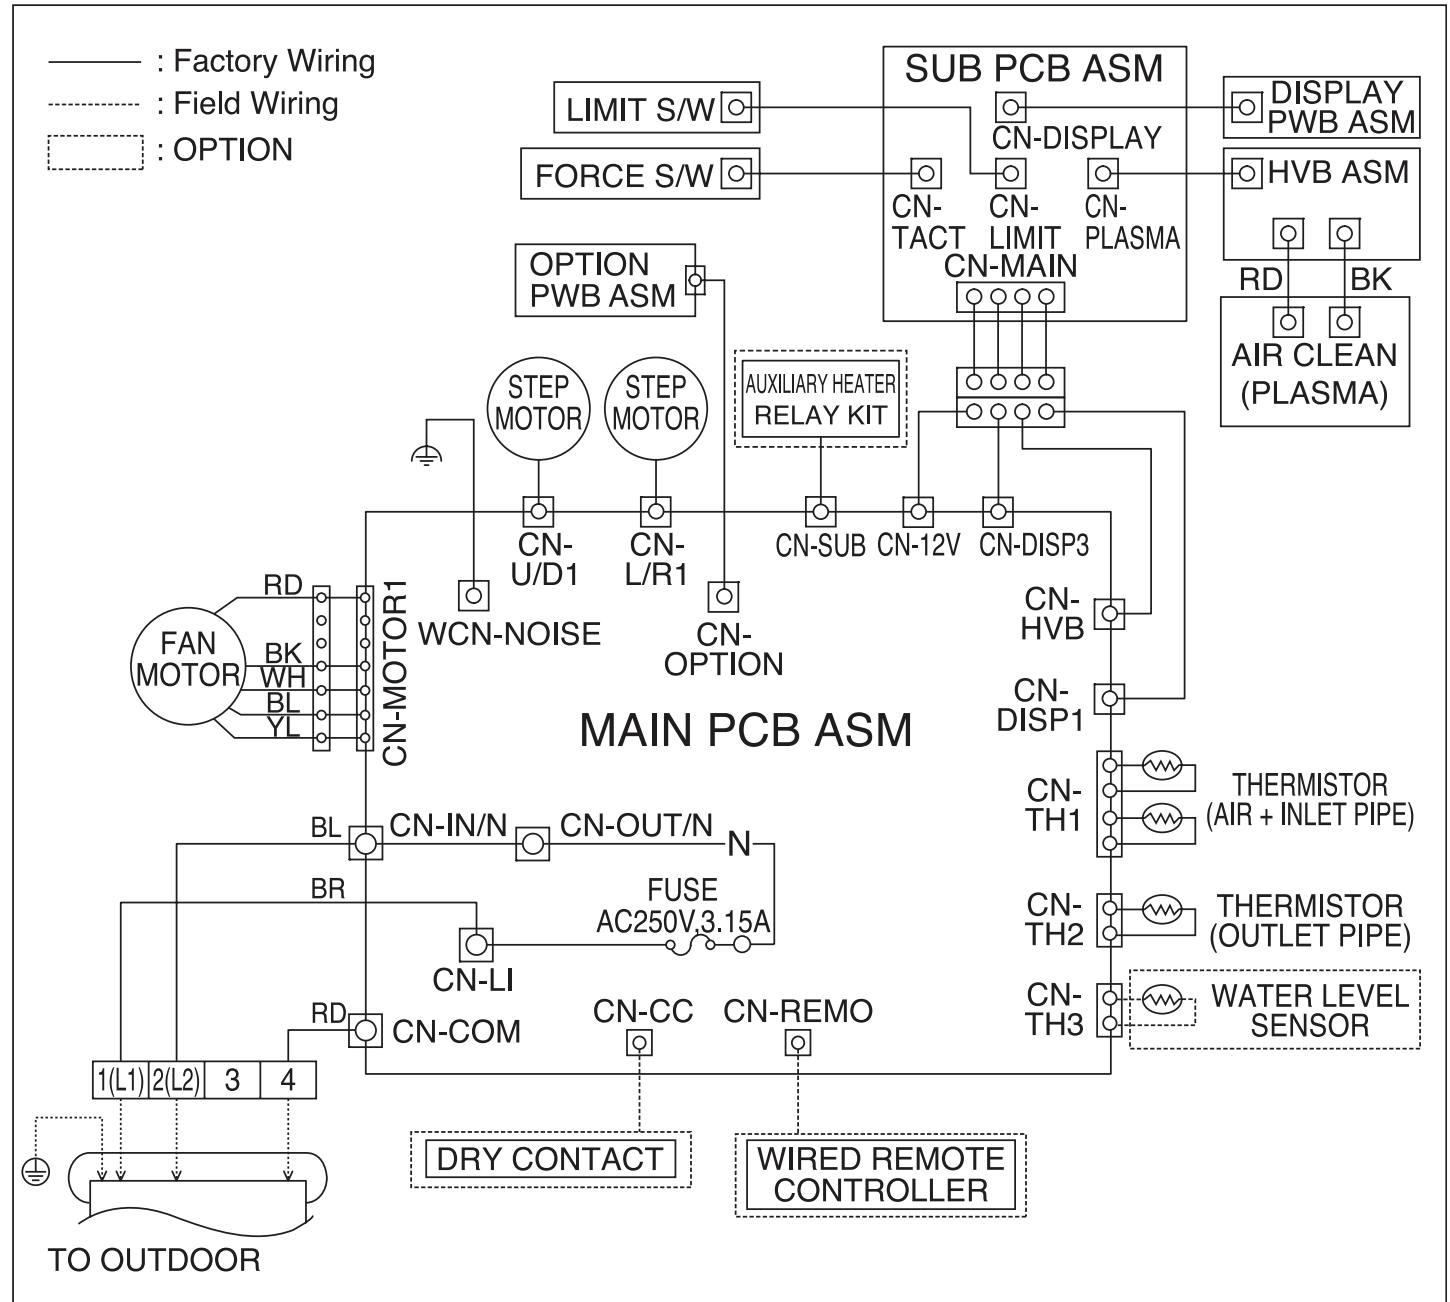 : Factory Wiring
: Field Wiring
: OPTION
SUB PCB ASM
LIMIT S/W
FORCE S/W
CN-DISPLAY
CN-
TACT
CN-
LIMIT
CN-
PLASMA
CN-MAIN
DISPLAY
PWB ASM
HVB ASM
RD
BK
AIR CLEAN
(PLASMA)
OPTION
PWB ASM
STEP
MOTOR
STEP
MOTOR
AUXILIARY HEATER
RELAY KIT
CN-
U/D1
CN-
L/R1
CN-SUB
CN-12V
CN-DISP3
WCN-NOISE
CN-
OPTION
CN-
HVB
CN-
DISP1
FAN
MOTOR
RD
BK
WH
BL
YL
CN-MOTOR1
MAIN PCB ASM
CN-
TH1
THERMISTOR
(AIR + INLET PIPE)
BL
CN-IN/N
CN-OUT/N
N
BR
FUSE
AC250V,3.15A
CN-LI
CN-
TH2
THERMISTOR
(OUTLET PIPE)
CN-
TH3
WATER LEVEL
SENSOR
RD
CN-COM
CN-CC
CN-REMO
1(L1) 2(L2) 3 4
DRY CONTACT
WIRED REMOTE
CONTROLLER
TO OUTDOOR